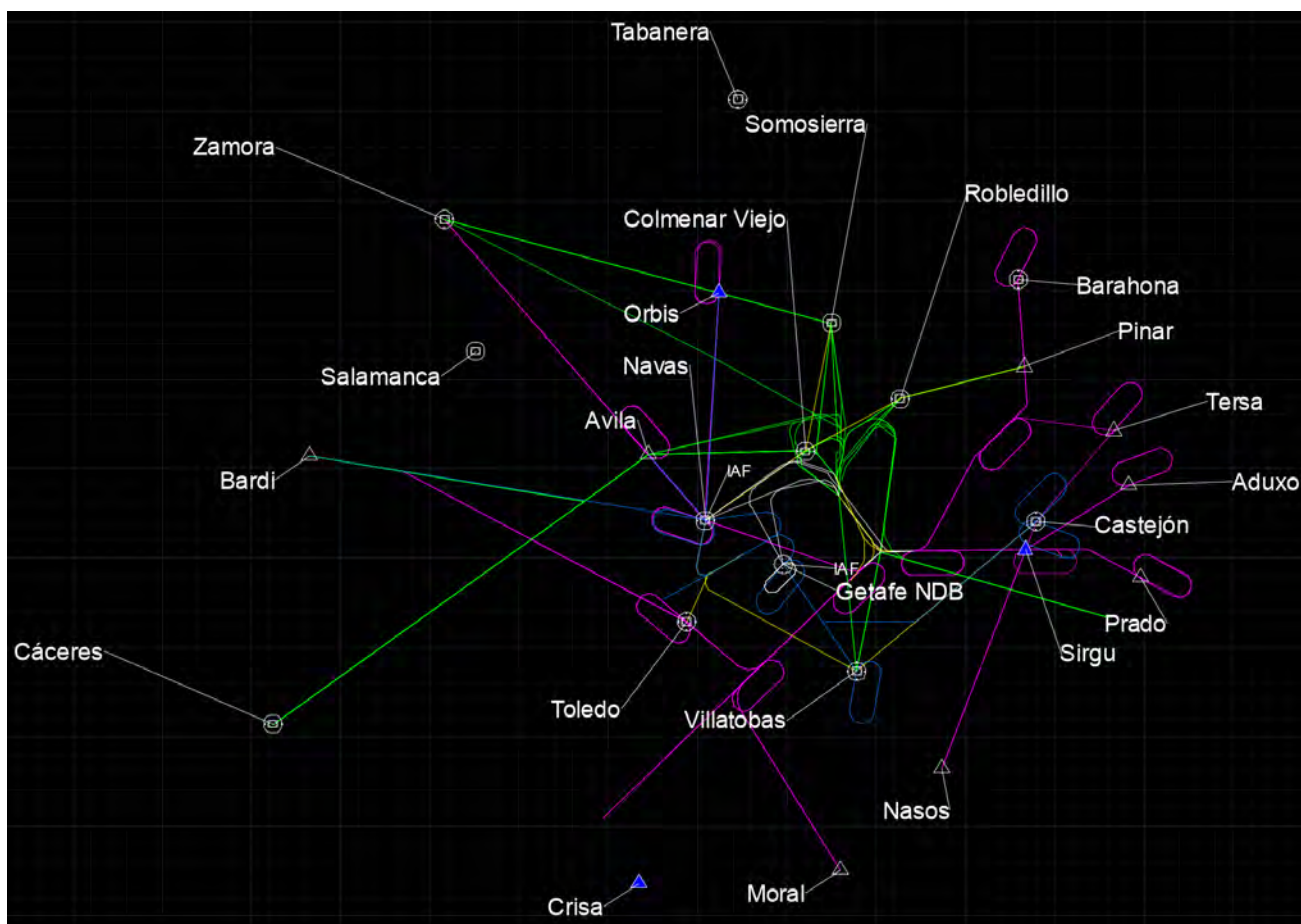 Tabanera
Somosierra
Zamora
Robledillo
Colmenar Viejo
Barahona
Orbis
Pinar
Navas
Salamanca
Tersa
Avila
IAF
Bardi
Aduxo
Castejón
IAF
Getafe NDB
Prado
Cáceres
Sirgu
Toledo
Villatobas
Nasos
Moral
Crisa